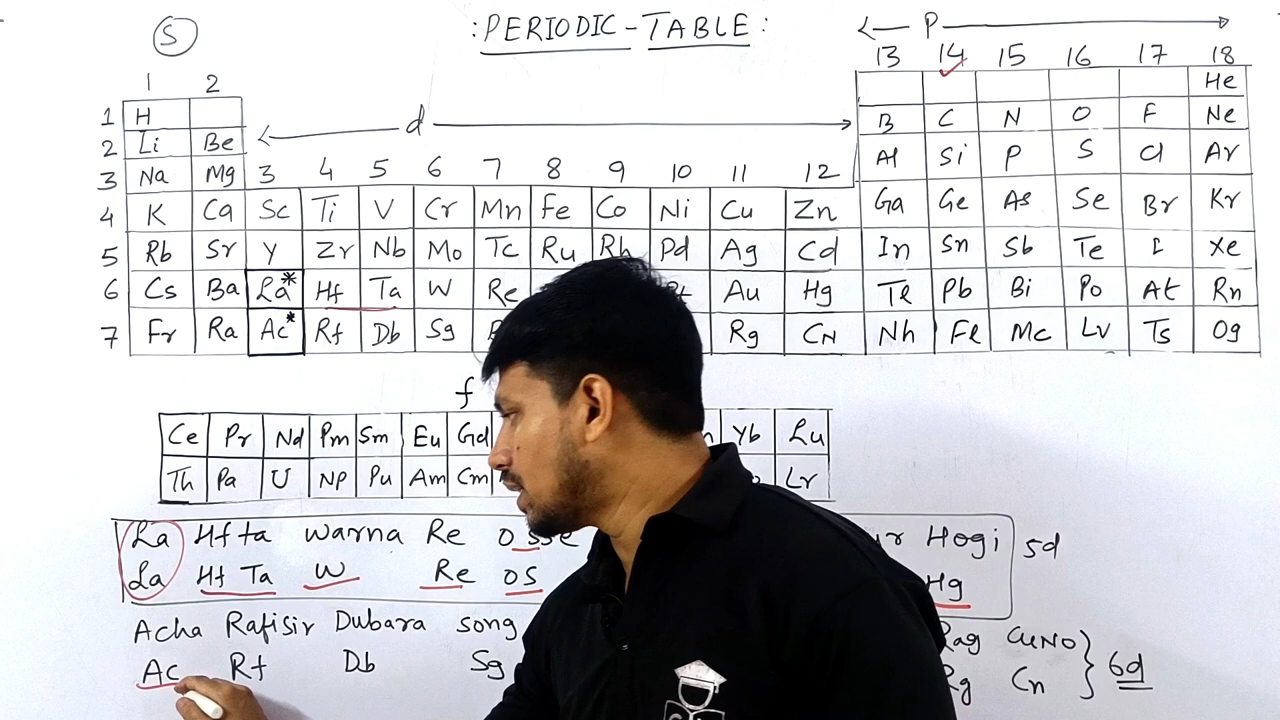 S
:PERIODIC-TABLE:
P
13 14 15 16 17 18
1 2
He
1 H
d
B C N O F Ne
2 Li Be
Al Si P S Cl Ar
3 Na Mg 3 4 5 6 7 8 9 10 11 12
4 K Ca Sc Ti V Cr Mn Fe Co Ni Cu Zn Ga Ge As Se Br Kr
5 Rb Sr Y Zr Nb Mo Tc Ru Rh Pd Ag Cd In Sn Sb Te I Xe
6 Cs Ba La* Hf Ta W Re Au Hg Tl Pb Bi Po At Rn
7 Fr Ra Ac* Rf Db Sg Rg CN Nh Fl Mc Lv Ts Og
f
Ce Pr Nd Pm Sm Eu Gd Yb Lu
Th Pa U NP Pu Am Cm Lr
La Hf ta warna Re Hogi 5d
La Hf Ta W Re OS Hg
Acha Rafisir Dubara song Rag CuNO
Ac Rf Db Sg Rg Cn 6d